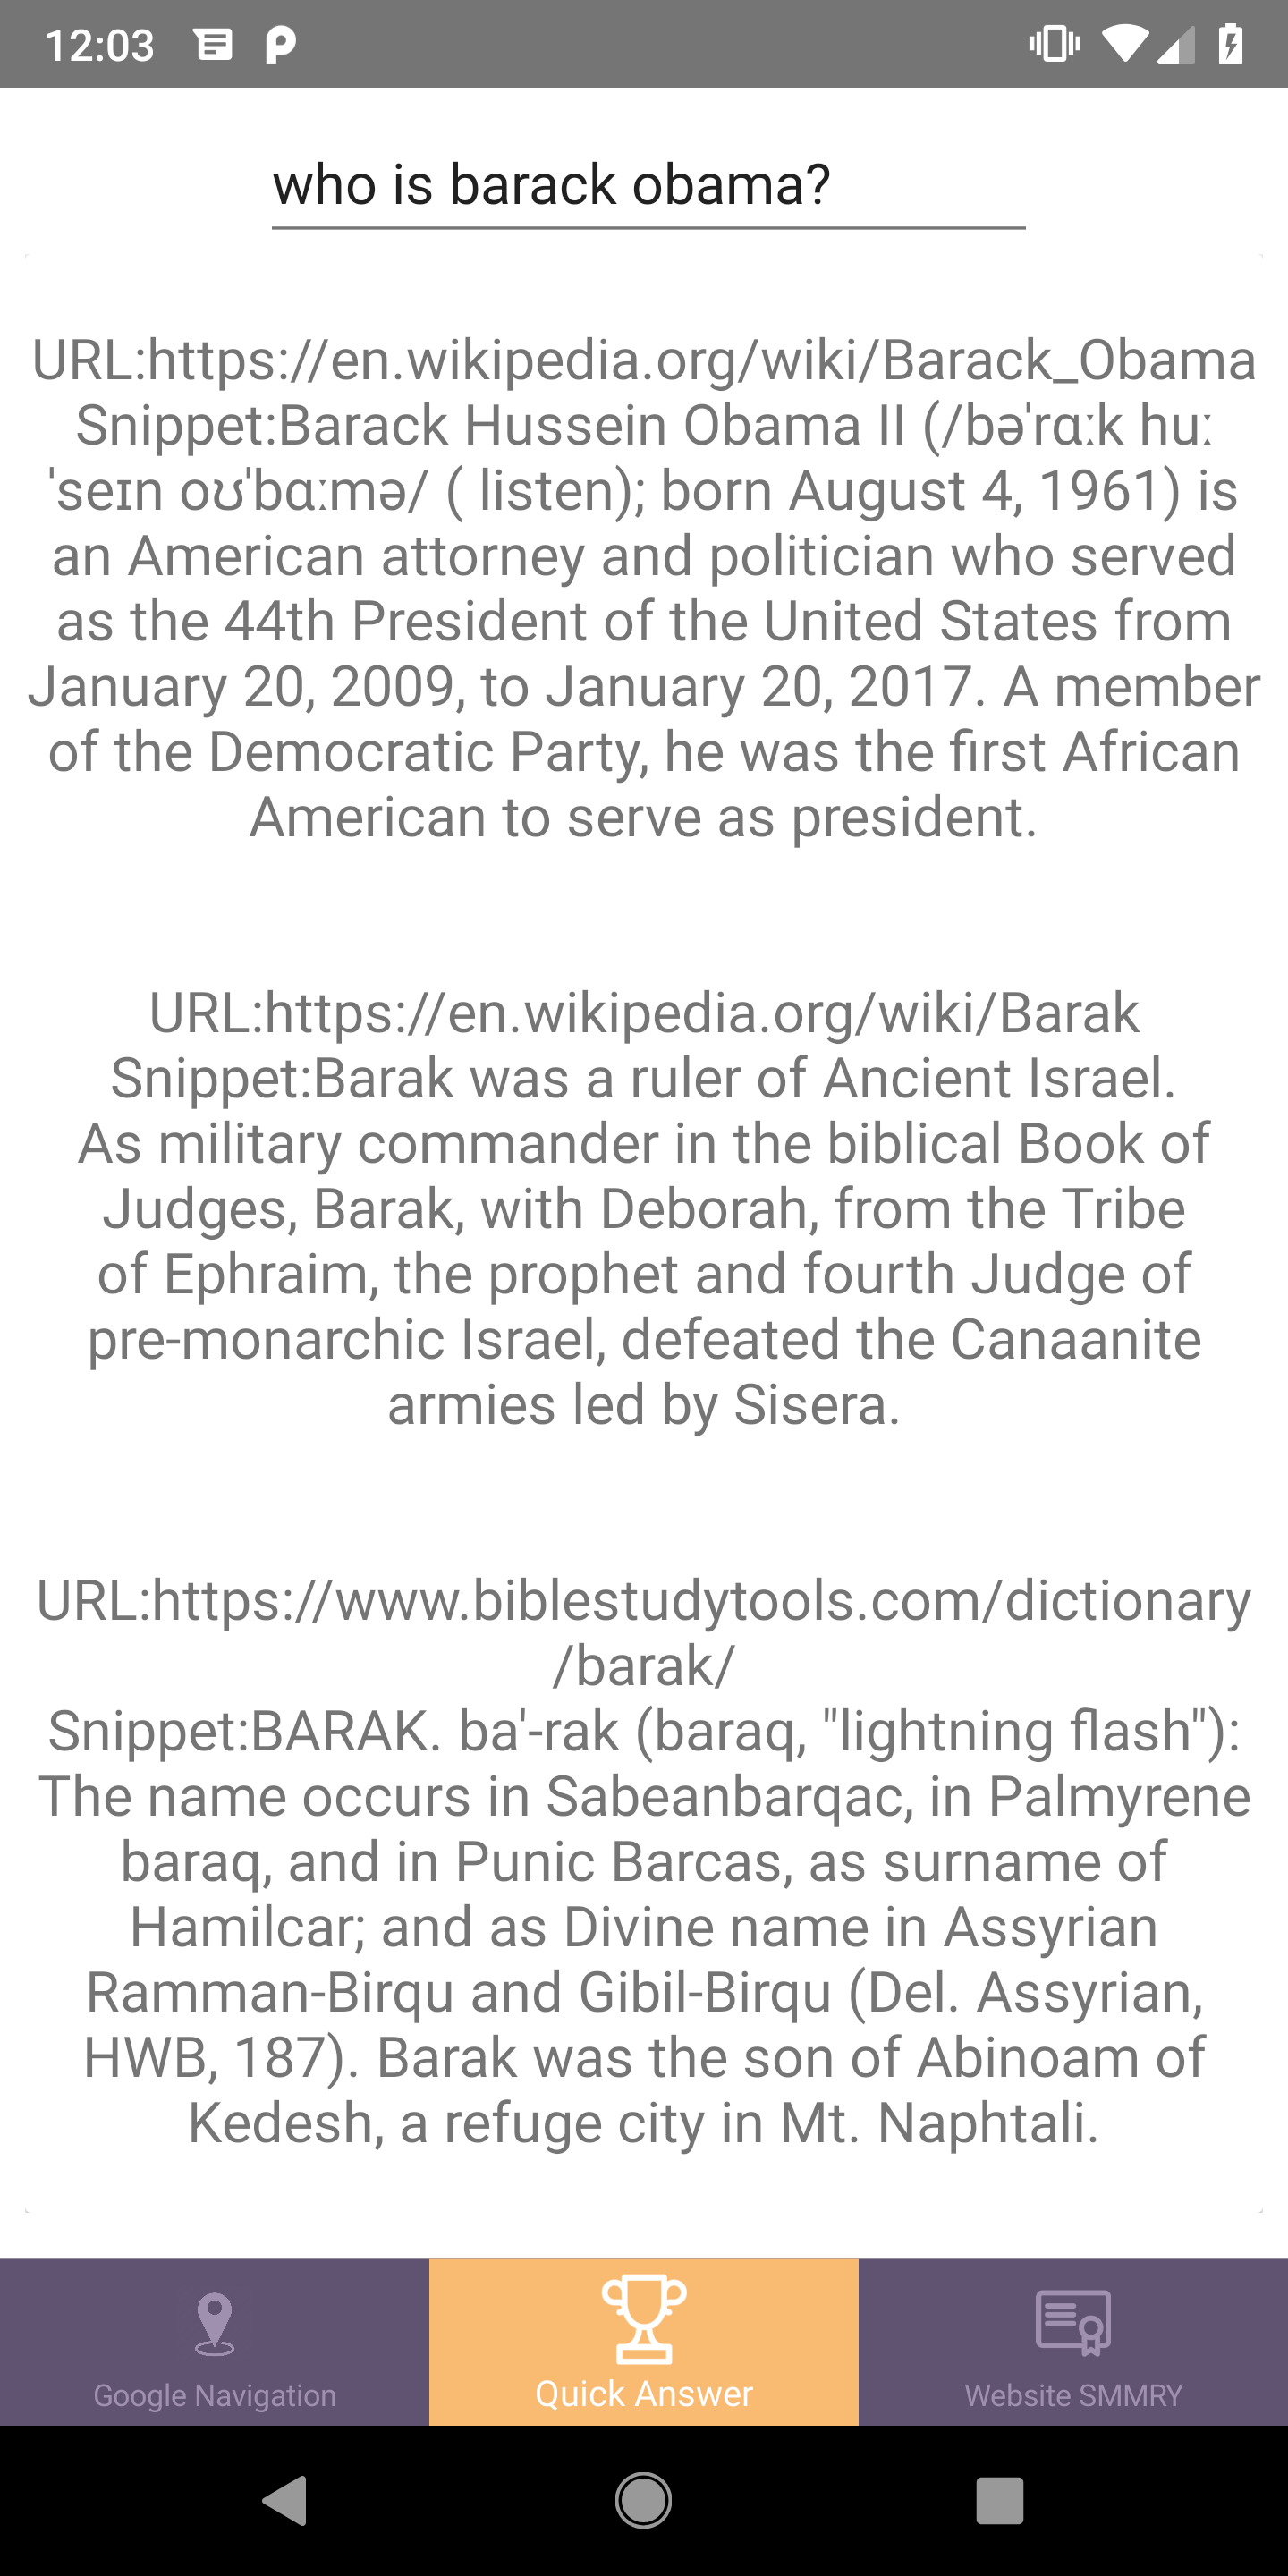 12:03
who is barack obama?
URL:https://en.wikipedia.org/wiki/Barack_Obama
Snippet:Barack Hussein Obama II (/bəˈrɑːk huː
ˈseɪn oʊˈbɑːmə/ ( listen); born August 4, 1961) is
an American attorney and politician who served
as the 44th President of the United States from
January 20, 2009, to January 20, 2017. A member
of the Democratic Party, he was the first African
American to serve as president.
URL:https://en.wikipedia.org/wiki/Barak
Snippet:Barak was a ruler of Ancient Israel.
As military commander in the biblical Book of
Judges, Barak, with Deborah, from the Tribe
of Ephraim, the prophet and fourth Judge of
pre-monarchic Israel, defeated the Canaanite
armies led by Sisera.
URL:https://www.biblestudytools.com/dictionary
/barak/
Snippet:BARAK. ba'-rak (baraq, "lightning flash"):
The name occurs in Sabeanbarqac, in Palmyrene
baraq, and in Punic Barcas, as surname of
Hamilcar; and as Divine name in Assyrian
Ramman-Birqu and Gibil-Birqu (Del. Assyrian,
HWB, 187). Barak was the son of Abinoam of
Kedesh, a refuge city in Mt. Naphtali.
Google Navigation
Quick Answer
Website SMMRY